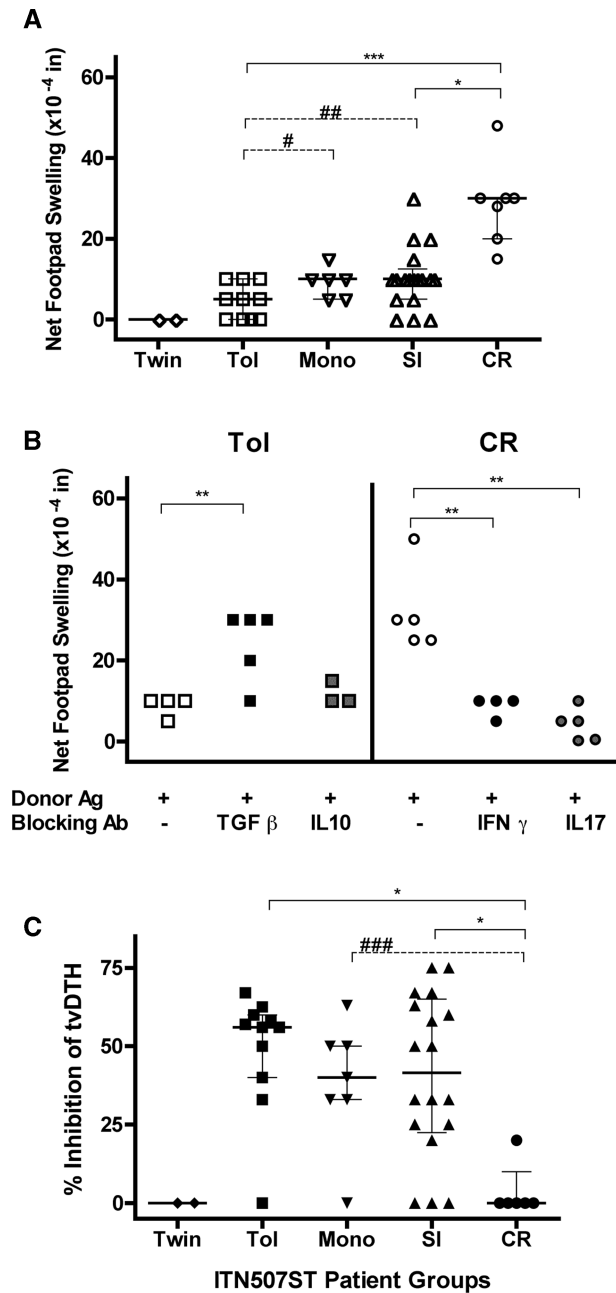 A
Net Footpad Swelling (x10⁻⁴ in)
60
40
20
0
***
*
##
#
Twin Tol Mono SI CR
B
Tol CR
Net Footpad Swelling (x10⁻⁴ in)
60
40
20
0
**
**
**
Donor Ag + + + + + +
Blocking Ab - TGF β IL10 - IFN γ IL17
C
% Inhibition of tvDTH
75
50
25
0
*
*
###
Twin Tol Mono SI CR
ITN507ST Patient Groups